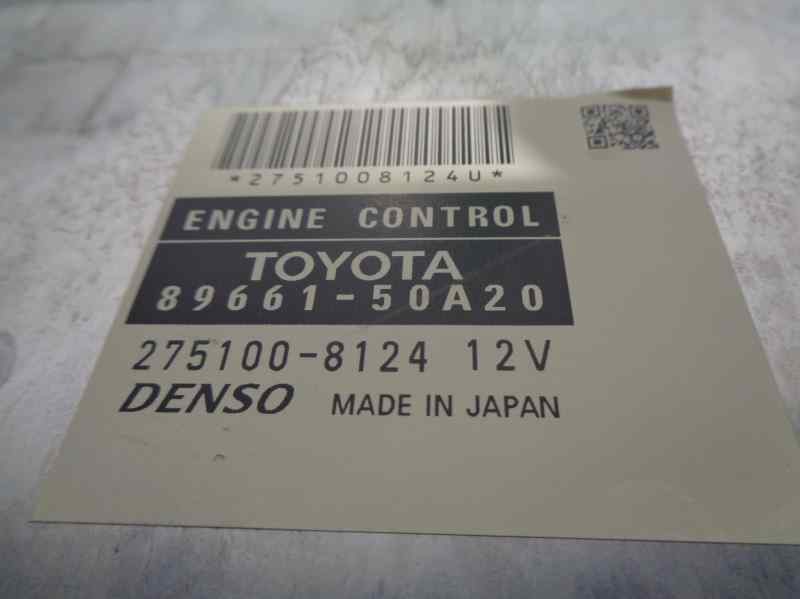 *2751008124U*
ENGINE CONTROL
TOYOTA
89661-50A20
275100-8124 12V
DENSO MADE IN JAPAN